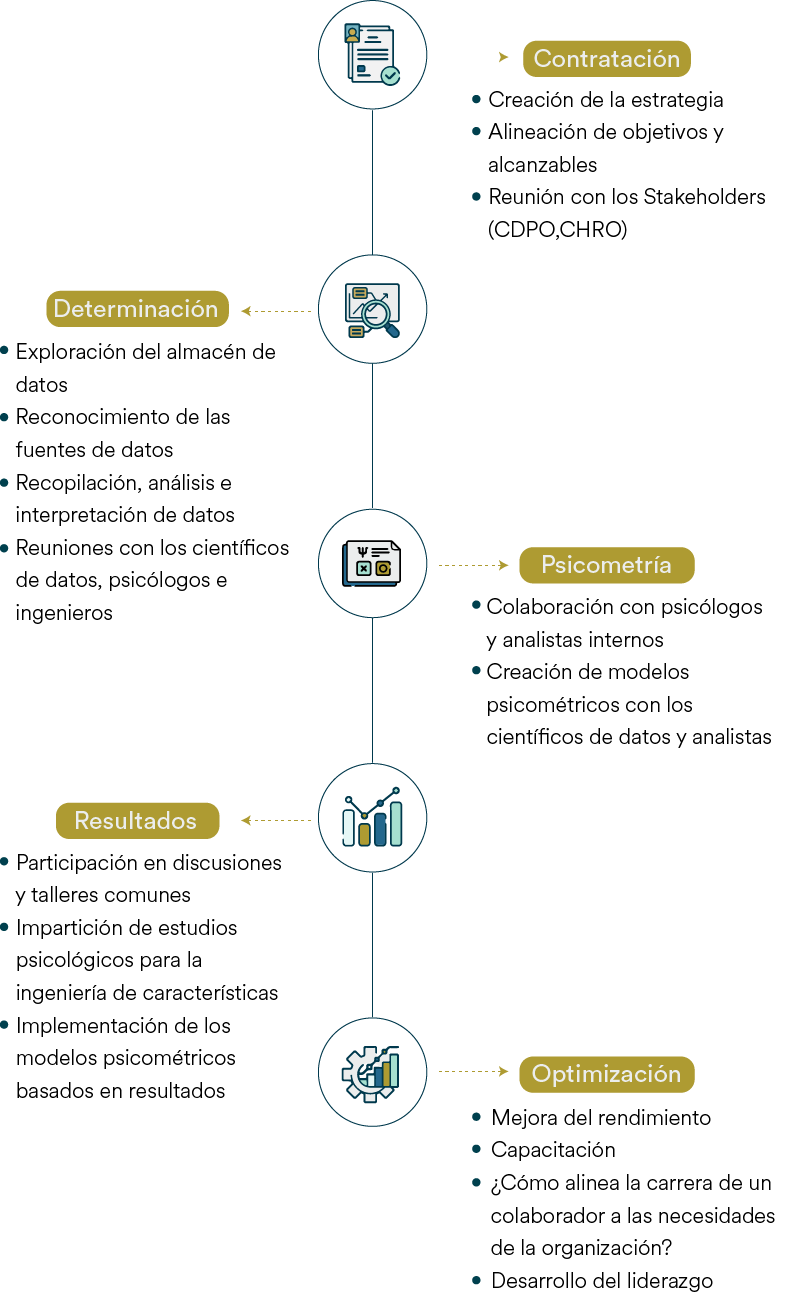 Contratación
• Creación de la estrategia
• Alineación de objetivos y
alcanzables
• Reunión con los Stakeholders
(CDPO,CHRO)
Determinación
• Exploración del almacén de
datos
• Reconocimiento de las
fuentes de datos
• Recopilación, análisis e
interpretación de datos
• Reuniones con los científicos
de datos, psicólogos e
ingenieros
Ψ
Psicometría
• Colaboración con psicólogos
y analistas internos
• Creación de modelos
psicométricos con los
científicos de datos y analistas
Resultados
• Participación en discusiones
y talleres comunes
• Impartición de estudios
psicológicos para la
ingeniería de características
• Implementación de los
modelos psicométricos
basados en resultados
Optimización
• Mejora del rendimiento
• Capacitación
• ¿Cómo alinea la carrera de un
colaborador a las necesidades
de la organización?
• Desarrollo del liderazgo